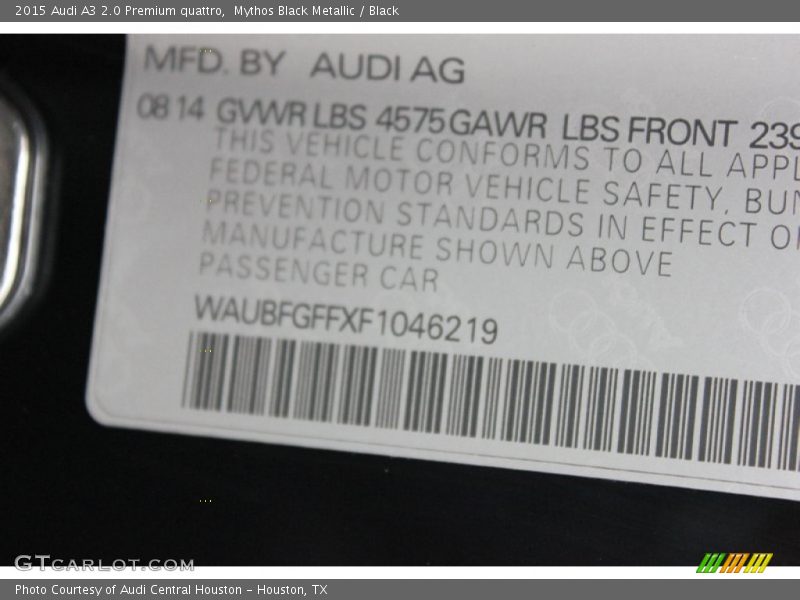 2015 Audi A3 2.0 Premium quattro,  Mythos Black Metallic / Black
MFD. BY AUDI AG
08 14 GVWR LBS 4575 GAWR LBS FRONT 239
THIS VEHICLE CONFORMS TO ALL APPL
FEDERAL MOTOR VEHICLE SAFETY, BUN
PREVENTION STANDARDS IN EFFECT O
MANUFACTURE SHOWN ABOVE
PASSENGER CAR
WAUBFGFFXF1046219
GTCARLOT.COM
Photo Courtesy of Audi Central Houston - Houston, TX